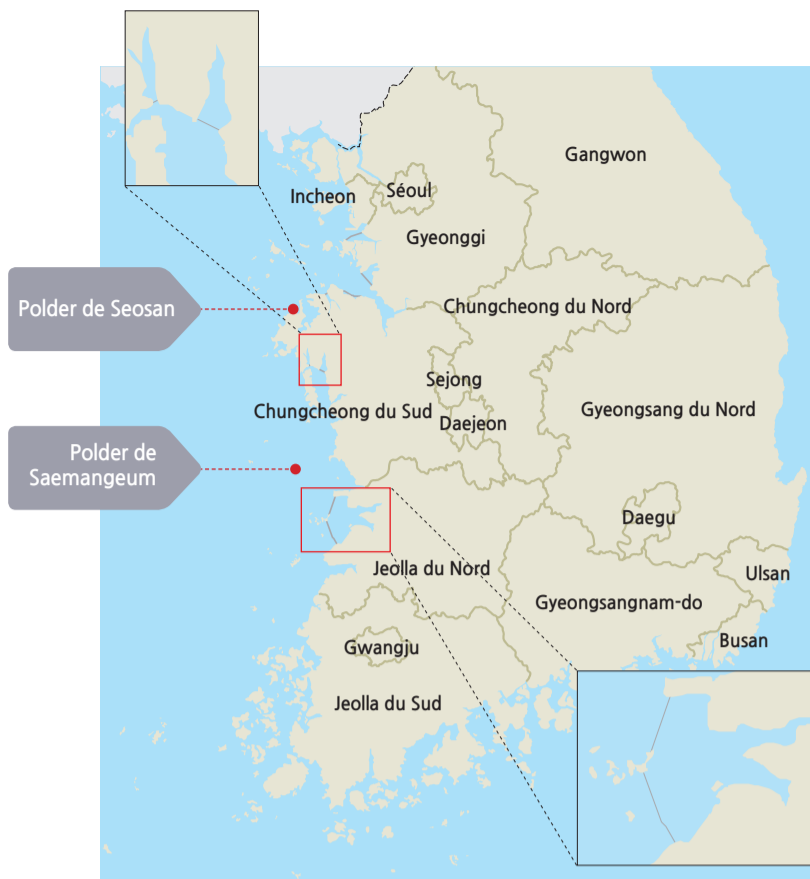 Gangwon
Incheon
Séoul
Gyeonggi
Polder de Seosan
Chungcheong du Nord
Sejong
Chungcheong du Sud
Daejeon
Gyeongsang du Nord
Polder de
Saemangeum
Daegu
Jeolla du Nord
Ulsan
Gyeongsangnam-do
Busan
Gwangju
Jeolla du Sud